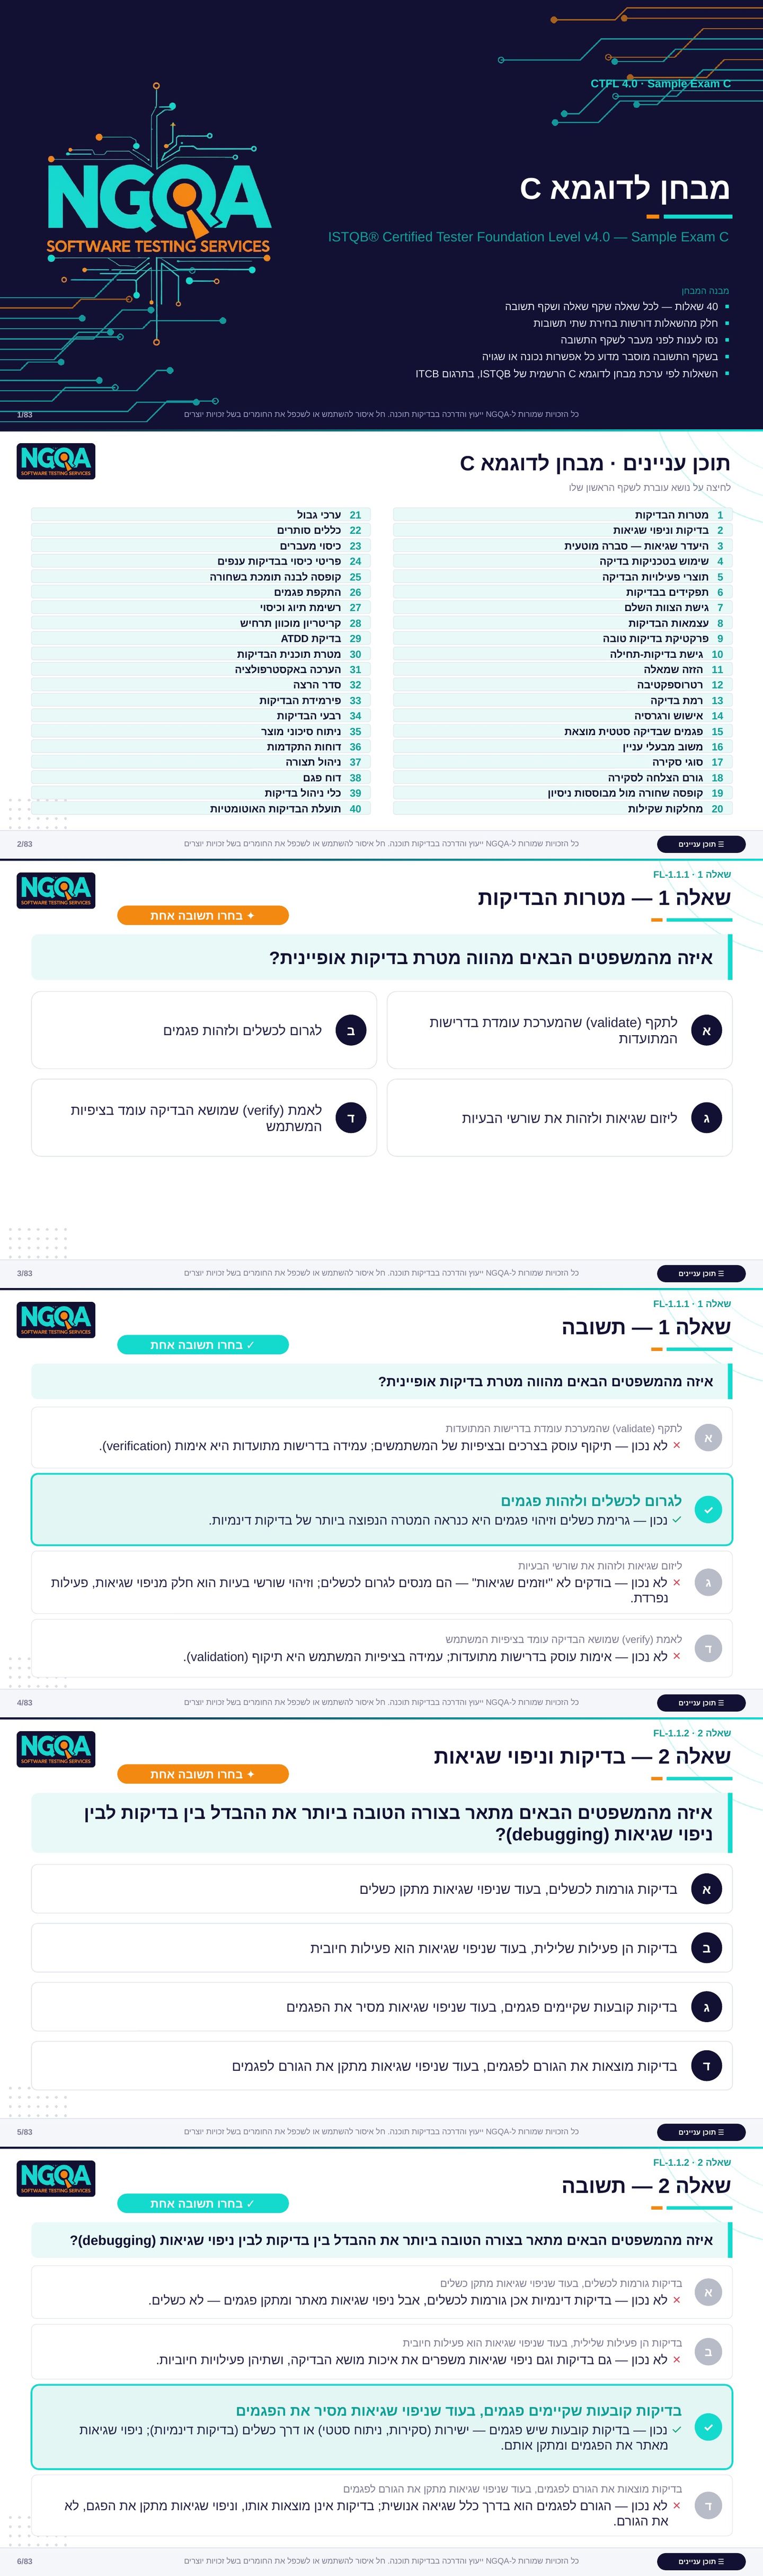 CTFL 4.0 · Sample Exam C
NGQA
SOFTWARE TESTING SERVICES
מבחן לדוגמא C
ISTQB® Certified Tester Foundation Level v4.0 — Sample Exam C
מבנה המבחן
40 שאלות — לכל שאלה שקף שאלה ושקף תשובה
חלק מהשאלות דורשות בחירת שתי תשובות
נסו לענות לפני מעבר לשקף התשובה
בשקף התשובה מוסבר מדוע כל אפשרות נכונה או שגויה
השאלות לפי ערכת מבחן לדוגמא C הרשמית של ISTQB, בתרגום ITCB
כל הזכויות שמורות ל-NGQA ייעוץ והדרכה בבדיקות תוכנה. חל איסור להשתמש או לשכפל את החומרים בשל זכויות יוצרים
1/83
NGQA
SOFTWARE TESTING SERVICES
תוכן עניינים · מבחן לדוגמא C
לחיצה על נושא עוברת לשקף הראשון שלו
1 מטרות הבדיקות
2 בדיקות וניפוי שגיאות
3 היעדר שגיאות — סברה מוטעית
4 שימוש בטכניקות בדיקה
5 תוצרי פעילויות הבדיקה
6 תפקידים בבדיקות
7 גישת הצוות השלם
8 עצמאות הבדיקות
9 פרקטיקת בדיקות טובה
10 גישת בדיקות-תחילה
11 הזזה שמאלה
12 רטרוספקטיבה
13 רמת בדיקה
14 אישוש ורגרסיה
15 פגמים שבדיקה סטטית מוצאת
16 משוב מבעלי עניין
17 סוגי סקירה
18 גורם הצלחה לסקירה
19 קופסה שחורה מול מבוססות ניסיון
20 מחלקות שקילות
21 ערכי גבול
22 כללים סותרים
23 כיסוי מעברים
24 פריטי כיסוי בבדיקות ענפים
25 קופסה לבנה תומכת בשחורה
26 התקפת פגמים
27 רשימת תיוג וכיסוי
28 קריטריון מוכוון תרחיש
29 בדיקת ATDD
30 מטרת תוכנית הבדיקות
31 הערכה באקסטרפולציה
32 סדר הרצה
33 פירמידת הבדיקות
34 רבעי הבדיקות
35 ניתוח סיכוני מוצר
36 דוחות התקדמות
37 ניהול תצורה
38 דוח פגם
39 כלי ניהול בדיקות
40 תועלת הבדיקות האוטומטיות
☰ תוכן עניינים
כל הזכויות שמורות ל-NGQA ייעוץ והדרכה בבדיקות תוכנה. חל איסור להשתמש או לשכפל את החומרים בשל זכויות יוצרים
2/83
NGQA
SOFTWARE TESTING SERVICES
שאלה 1 · FL-1.1.1
שאלה 1 — מטרות הבדיקות
✦ בחרו תשובה אחת
איזה מהמשפטים הבאים מהווה מטרת בדיקות אופיינית?
א
לתקף (validate) שהמערכת עומדת בדרישות
המתועדות
ב
לגרום לכשלים ולזהות פגמים
ג
ליזום שגיאות ולזהות את שורשי הבעיות
ד
לאמת (verify) שמושא הבדיקה עומד בציפיות
המשתמש
☰ תוכן עניינים
כל הזכויות שמורות ל-NGQA ייעוץ והדרכה בבדיקות תוכנה. חל איסור להשתמש או לשכפל את החומרים בשל זכויות יוצרים
3/83
NGQA
SOFTWARE TESTING SERVICES
שאלה 1 · FL-1.1.1
שאלה 1 — תשובה
✓ בחרו תשובה אחת
איזה מהמשפטים הבאים מהווה מטרת בדיקות אופיינית?
א
לתקף (validate) שהמערכת עומדת בדרישות המתועדות
✕ לא נכון — תיקוף עוסק בצרכים ובציפיות של המשתמשים; עמידה בדרישות מתועדות היא אימות (verification).
✓
לגרום לכשלים ולזהות פגמים
✓ נכון — גרימת כשלים וזיהוי פגמים היא כנראה המטרה הנפוצה ביותר של בדיקות דינמיות.
ג
ליזום שגיאות ולזהות את שורשי הבעיות
✕ לא נכון — בודקים לא "יוזמים שגיאות" — הם מנסים לגרום לכשלים; וזיהוי שורשי בעיות הוא חלק מניפוי שגיאות, פעילות
נפרדת.
ד
לאמת (verify) שמושא הבדיקה עומד בציפיות המשתמש
✕ לא נכון — אימות עוסק בדרישות מתועדות; עמידה בציפיות המשתמש היא תיקוף (validation).
☰ תוכן עניינים
כל הזכויות שמורות ל-NGQA ייעוץ והדרכה בבדיקות תוכנה. חל איסור להשתמש או לשכפל את החומרים בשל זכויות יוצרים
4/83
NGQA
SOFTWARE TESTING SERVICES
שאלה 2 · FL-1.1.2
שאלה 2 — בדיקות וניפוי שגיאות
✦ בחרו תשובה אחת
איזה מהמשפטים הבאים מתאר בצורה הטובה ביותר את ההבדל בין בדיקות לבין
ניפוי שגיאות (debugging)?
א
בדיקות גורמות לכשלים, בעוד שניפוי שגיאות מתקן כשלים
ב
בדיקות הן פעילות שלילית, בעוד שניפוי שגיאות הוא פעילות חיובית
ג
בדיקות קובעות שקיימים פגמים, בעוד שניפוי שגיאות מסיר את הפגמים
ד
בדיקות מוצאות את הגורם לפגמים, בעוד שניפוי שגיאות מתקן את הגורם לפגמים
☰ תוכן עניינים
כל הזכויות שמורות ל-NGQA ייעוץ והדרכה בבדיקות תוכנה. חל איסור להשתמש או לשכפל את החומרים בשל זכויות יוצרים
5/83
NGQA
SOFTWARE TESTING SERVICES
שאלה 2 · FL-1.1.2
שאלה 2 — תשובה
✓ בחרו תשובה אחת
איזה מהמשפטים הבאים מתאר בצורה הטובה ביותר את ההבדל בין בדיקות לבין ניפוי שגיאות (debugging)?
א
בדיקות גורמות לכשלים, בעוד שניפוי שגיאות מתקן כשלים
✕ לא נכון — בדיקות דינמיות אכן גורמות לכשלים, אבל ניפוי שגיאות מאתר ומתקן פגמים — לא כשלים.
ב
בדיקות הן פעילות שלילית, בעוד שניפוי שגיאות הוא פעילות חיובית
✕ לא נכון — גם בדיקות וגם ניפוי שגיאות משפרים את איכות מושא הבדיקה, ושתיהן פעילויות חיוביות.
✓
בדיקות קובעות שקיימים פגמים, בעוד שניפוי שגיאות מסיר את הפגמים
✓ נכון — בדיקות קובעות שיש פגמים — ישירות (סקירות, ניתוח סטטי) או דרך כשלים (בדיקות דינמיות); ניפוי שגיאות
מאתר את הפגמים ומתקן אותם.
ד
בדיקות מוצאות את הגורם לפגמים, בעוד שניפוי שגיאות מתקן את הגורם לפגמים
✕ לא נכון — הגורם לפגמים הוא בדרך כלל שגיאה אנושית; בדיקות אינן מוצאות אותו, וניפוי שגיאות מתקן את הפגם, לא
את הגורם.
☰ תוכן עניינים
כל הזכויות שמורות ל-NGQA ייעוץ והדרכה בבדיקות תוכנה. חל איסור להשתמש או לשכפל את החומרים בשל זכויות יוצרים
6/83